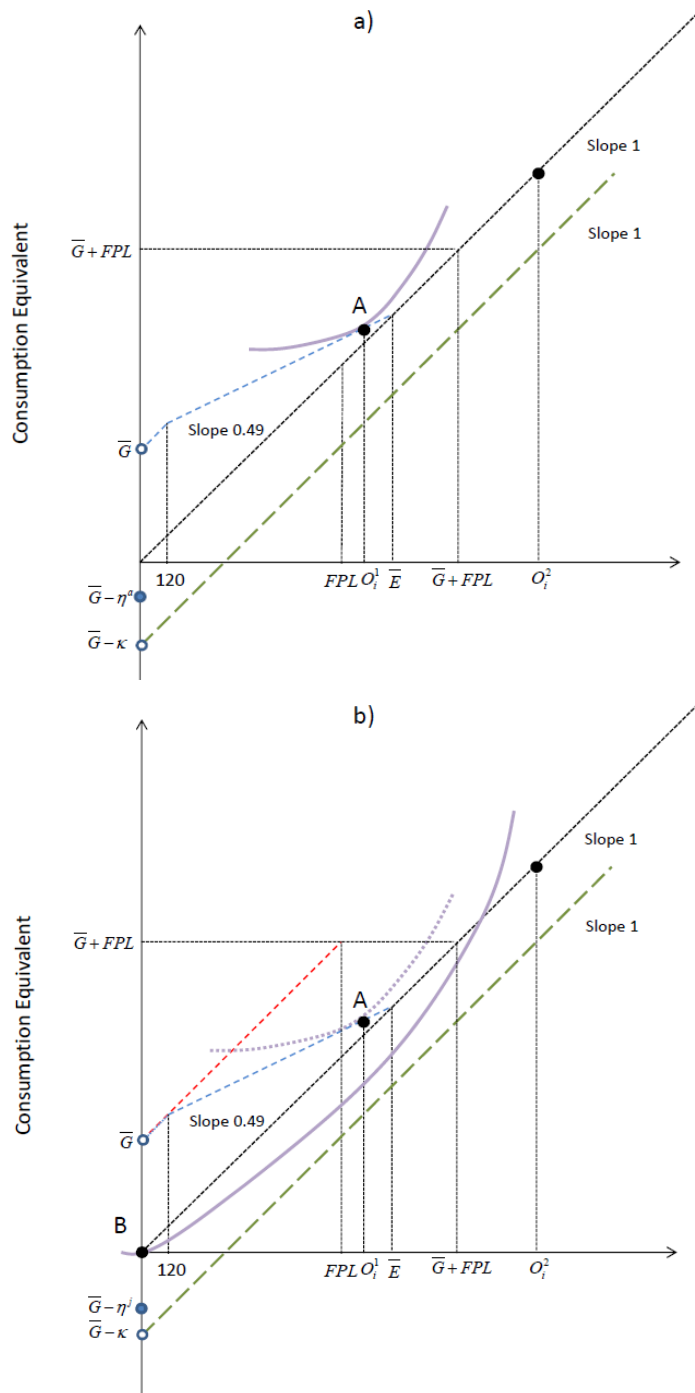 a)
Slope 1
Slope 1
Consumption Equivalent
G̅ + FPL
A
Slope 0.49
G̅
120
FPL O_i^1 E̅ G̅ + FPL O_i^2
G̅ − η^a
G̅ − κ
b)
Slope 1
Slope 1
Consumption Equivalent
G̅ + FPL
A
Slope 0.49
G̅
B
120
FPL O_i^1 E̅ G̅ + FPL O_i^2
G̅ − η^j
G̅ − κ